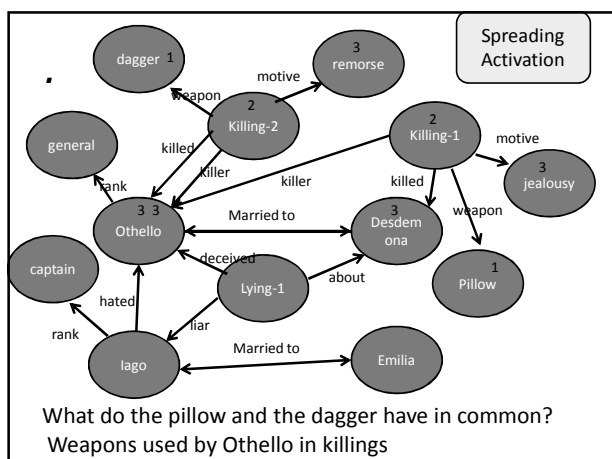 Spreading
Activation
.
dagger 1
3
remorse
motive
weapon
2
Killing-2
2
Killing-1
general
killed
killer
motive
3
jealousy
rank
killer
killed
weapon
3 3
Othello
Married to
3
Desdem
ona
captain
deceived
Lying-1
about
1
Pillow
hated
liar
rank
Iago
Married to
Emilia
What do the pillow and the dagger have in common?
Weapons used by Othello in killings